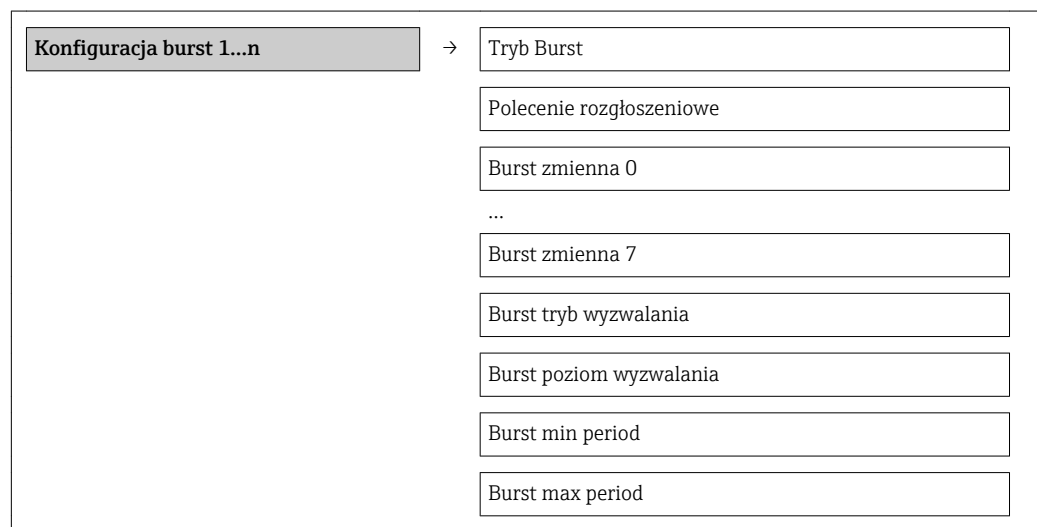 Konfiguracja burst 1…n → Tryb Burst
Polecenie rozgłoszeniowe
Burst zmienna 0
…
Burst zmienna 7
Burst tryb wyzwalania
Burst poziom wyzwalania
Burst min period
Burst max period